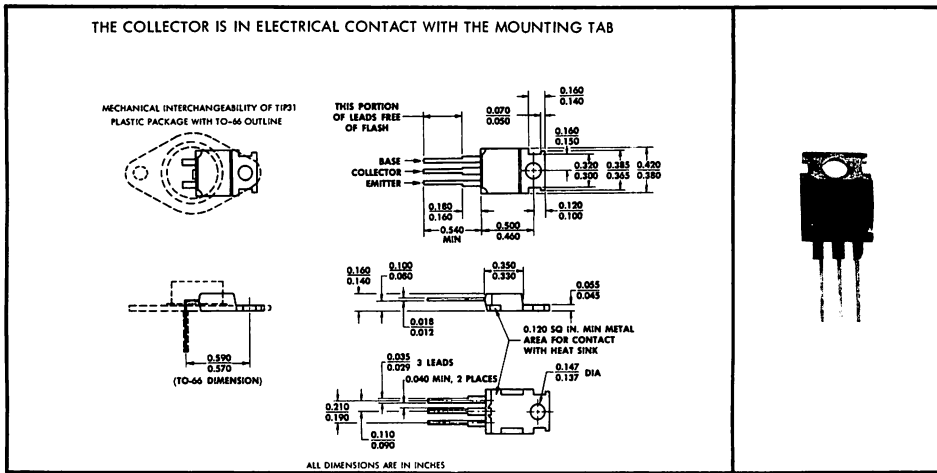 THE COLLECTOR IS IN ELECTRICAL CONTACT WITH THE MOUNTING TAB
MECHANICAL INTERCHANGEABILITY OF TIP31
PLASTIC PACKAGE WITH TO-66 OUTLINE
THIS PORTION
OF LEADS FREE
OF FLASH
0.160
0.140
0.070
0.050
0.160
0.150
BASE
COLLECTOR
EMITTER
0.320
0.300
0.385
0.365
0.420
0.380
0.180
0.160
0.120
0.100
0.540
MIN
0.500
0.460
0.160
0.140
0.100
0.080
0.350
0.330
0.055
0.045
0.018
0.012
0.120 SQ IN. MIN METAL
AREA FOR CONTACT
WITH HEAT SINK
0.590
0.570
(TO-66 DIMENSION)
0.035
0.029
3 LEADS
0.040 MIN, 2 PLACES
0.147
0.137
DIA
0.210
0.190
0.110
0.090
ALL DIMENSIONS ARE IN INCHES